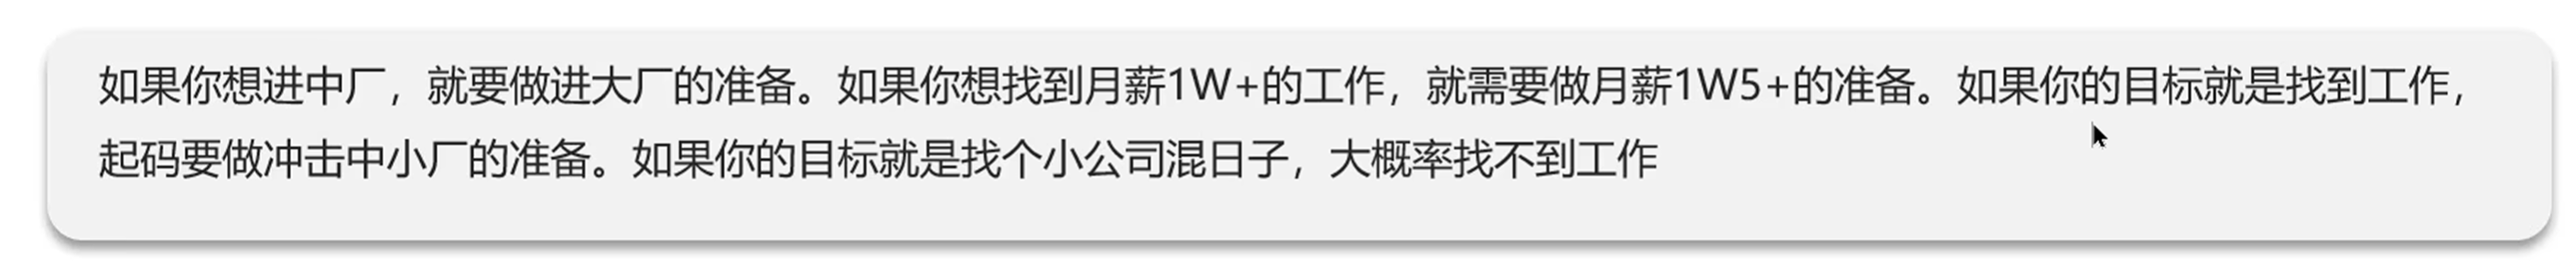 如果你想进中厂，就要做进大厂的准备。如果你想找到月薪1W+的工作，就需要做月薪1W5+的准备。如果你的目标就是找到工作，
起码要做冲击中小厂的准备。如果你的目标就是找个小公司混日子，大概率找不到工作